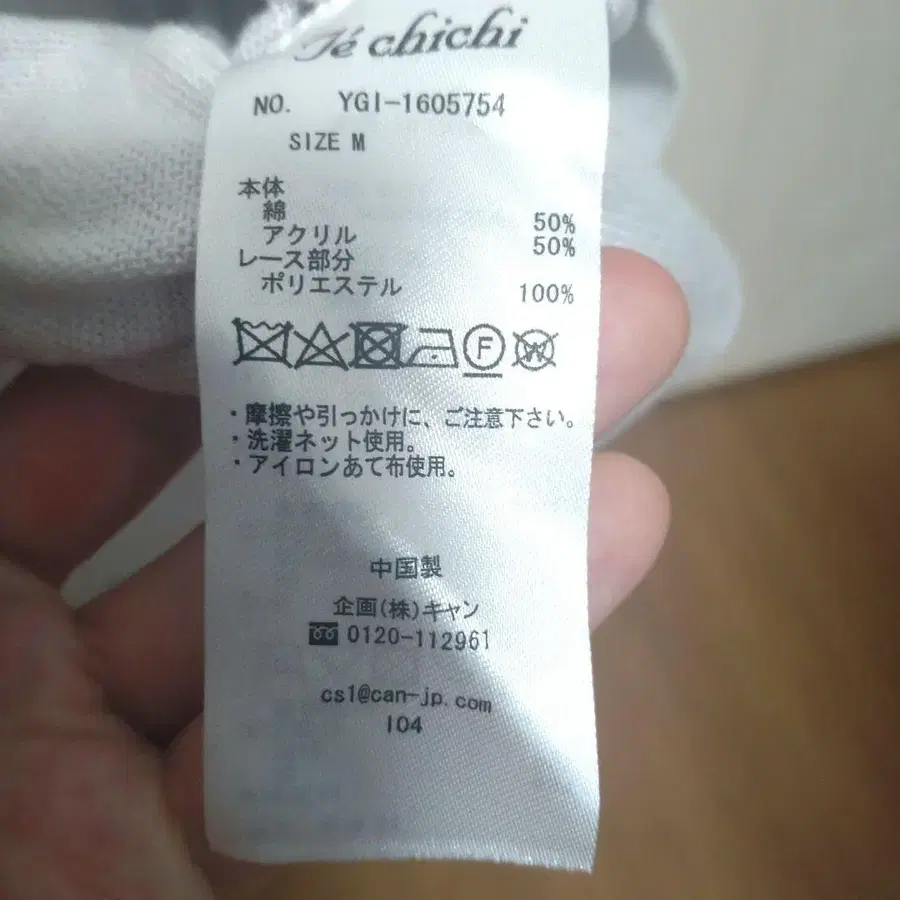 Té chichi
NO. YGI-1605754
SIZE M
本体
綿 50%
アクリル 50%
レース部分
ポリエステル 100%
F W
・摩擦や引っかけに、ご注意下さい。
・洗濯ネット使用。
・アイロンあて布使用。
中国製
企画(株)キャン
0120-112961
cs1@can-jp.com
I04